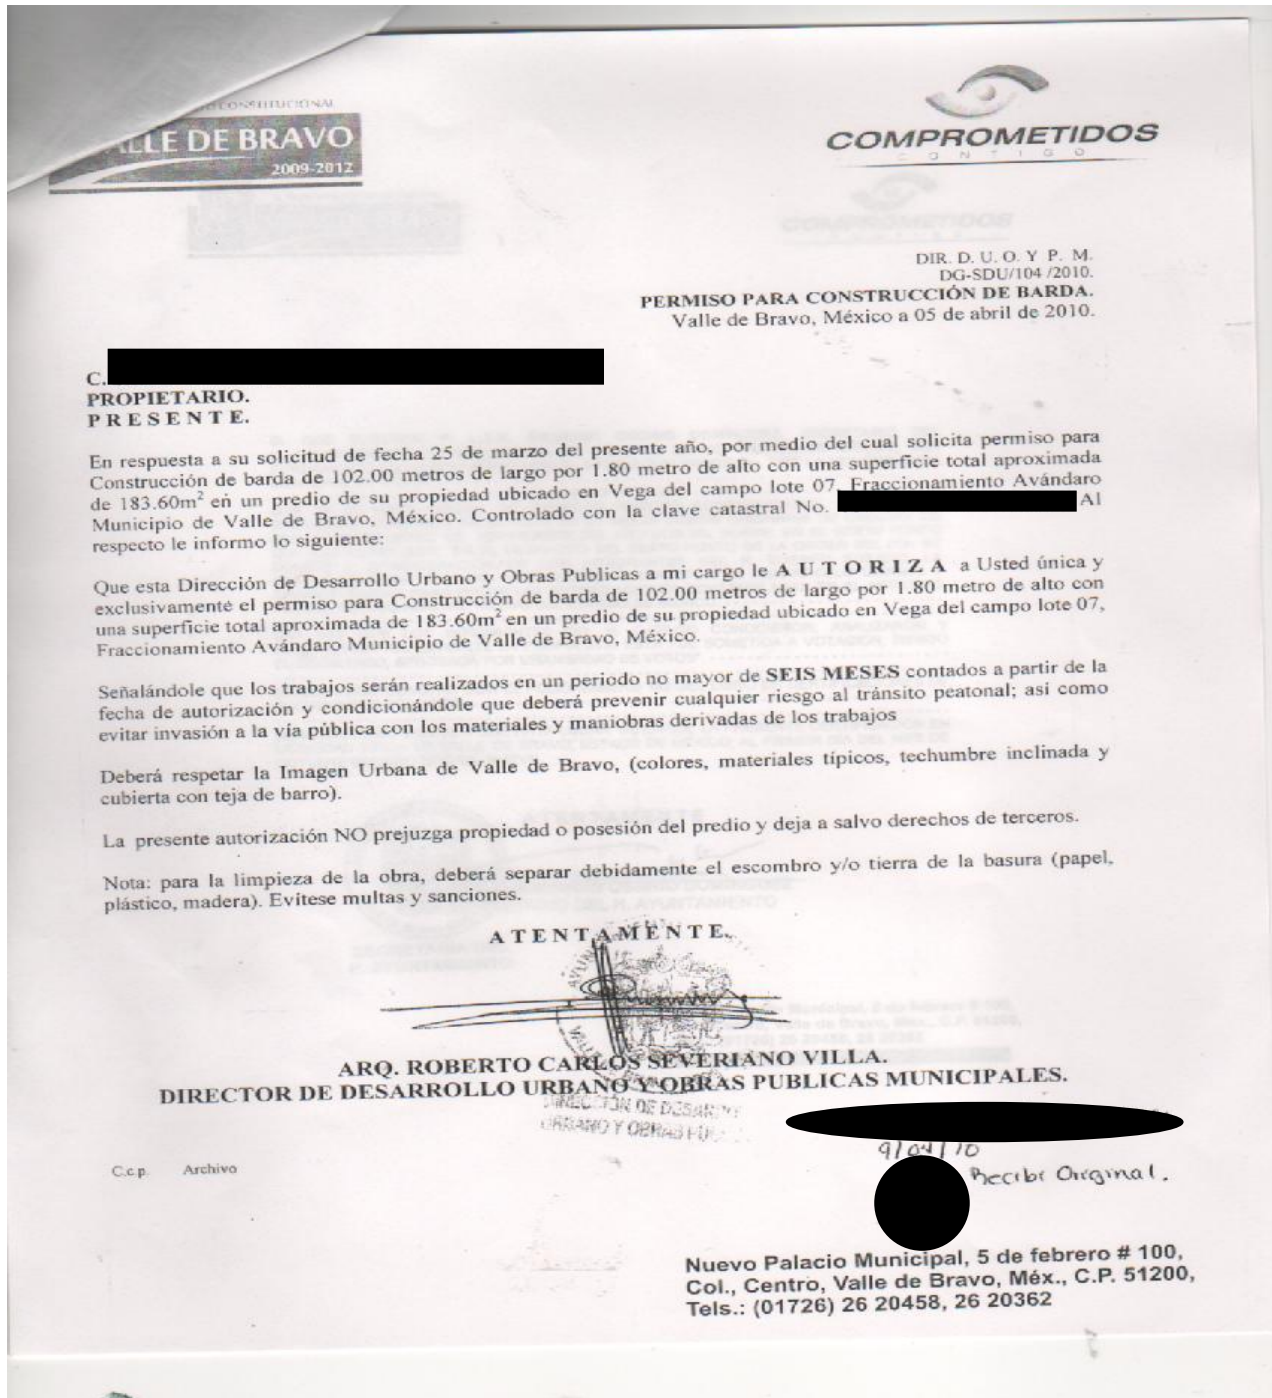 CONSTITUCIONAL
VALLE DE BRAVO
2009-2012
COMPROMETIDOS
CONTIGO
DIR. D. U. O. Y P. M.
DG-SDU/104 /2010.
PERMISO PARA CONSTRUCCIÓN DE BARDA.
Valle de Bravo, México a 05 de abril de 2010.
C.
PROPIETARIO.
P R E S E N T E.
En respuesta a su solicitud de fecha 25 de marzo del presente año, por medio del cual solicita permiso para
Construcción de barda de 102.00 metros de largo por 1.80 metro de alto con una superficie total aproximada
de 183.60m² en un predio de su propiedad ubicado en Vega del campo lote 07, Fraccionamiento Avándaro
Municipio de Valle de Bravo, México. Controlado con la clave catastral No. Al
respecto le informo lo siguiente:
Que esta Dirección de Desarrollo Urbano y Obras Publicas a mi cargo le A U T O R I Z A a Usted única y
exclusivamente el permiso para Construcción de barda de 102.00 metros de largo por 1.80 metro de alto con
una superficie total aproximada de 183.60m² en un predio de su propiedad ubicado en Vega del campo lote 07,
Fraccionamiento Avándaro Municipio de Valle de Bravo, México.
Señalándole que los trabajos serán realizados en un periodo no mayor de SEIS MESES contados a partir de la
fecha de autorización y condicionándole que deberá prevenir cualquier riesgo al tránsito peatonal; asi como
evitar invasión a la vía pública con los materiales y maniobras derivadas de los trabajos
Deberá respetar la Imagen Urbana de Valle de Bravo, (colores, materiales típicos, techumbre inclinada y
cubierta con teja de barro).
La presente autorización NO prejuzga propiedad o posesión del predio y deja a salvo derechos de terceros.
Nota: para la limpieza de la obra, deberá separar debidamente el escombro y/o tierra de la basura (papel,
plástico, madera). Evítese multas y sanciones.
A T E N T A M E N T E.
ARQ. ROBERTO CARLOS SEVERIANO VILLA.
DIRECTOR DE DESARROLLO URBANO Y OBRAS PUBLICAS MUNICIPALES.
DIRECCIÓN DE DESARR
URBANO Y OBRAS PU
9/04/10
Recibi Original.
C.c.p. Archivo
Nuevo Palacio Municipal, 5 de febrero # 100,
Col., Centro, Valle de Bravo, Méx., C.P. 51200,
Tels.: (01726) 26 20458, 26 20362